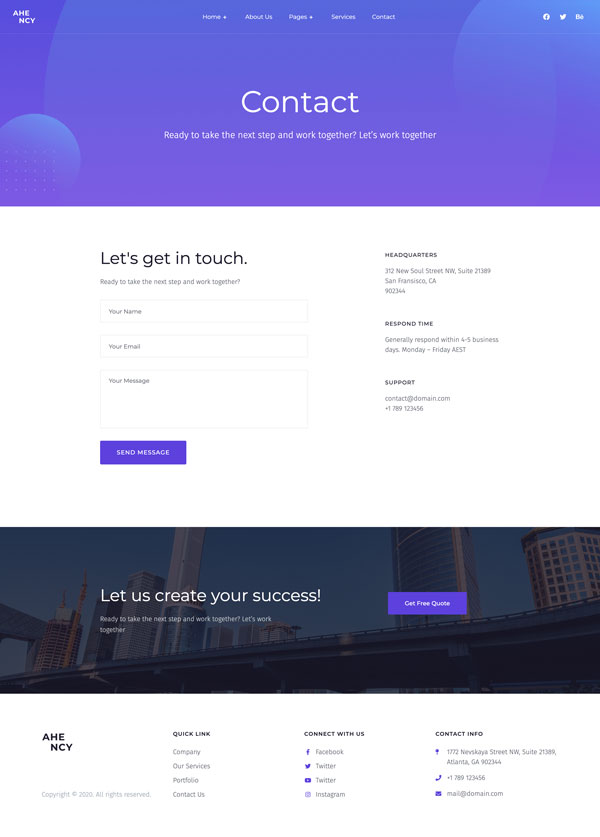 AHE
NCY
Home +
About Us
Pages +
Services
Contact
Bē
Contact
Ready to take the next step and work together? Let's work together
Let's get in touch.
Ready to take the next step and work together?
Your Name
Your Email
Your Message
SEND MESSAGE
HEADQUARTERS
312 New Soul Street NW, Suite 21389
San Fransisco, CA
902344
RESPOND TIME
Generally respond within 4-5 business
days. Monday – Friday AEST
SUPPORT
contact@domain.com
+1 789 123456
Let us create your success!
Ready to take the next step and work together? Let's work
together
Get Free Quote
AHE
NCY
Copyright © 2020. All rights reserved.
QUICK LINK
Company
Our Services
Portfolio
Contact Us
CONNECT WITH US
Facebook
Twitter
Twitter
Instagram
CONTACT INFO
1772 Nevskaya Street NW, Suite 21389,
Atlanta, GA 902344
+1 789 123456
mail@domain.com